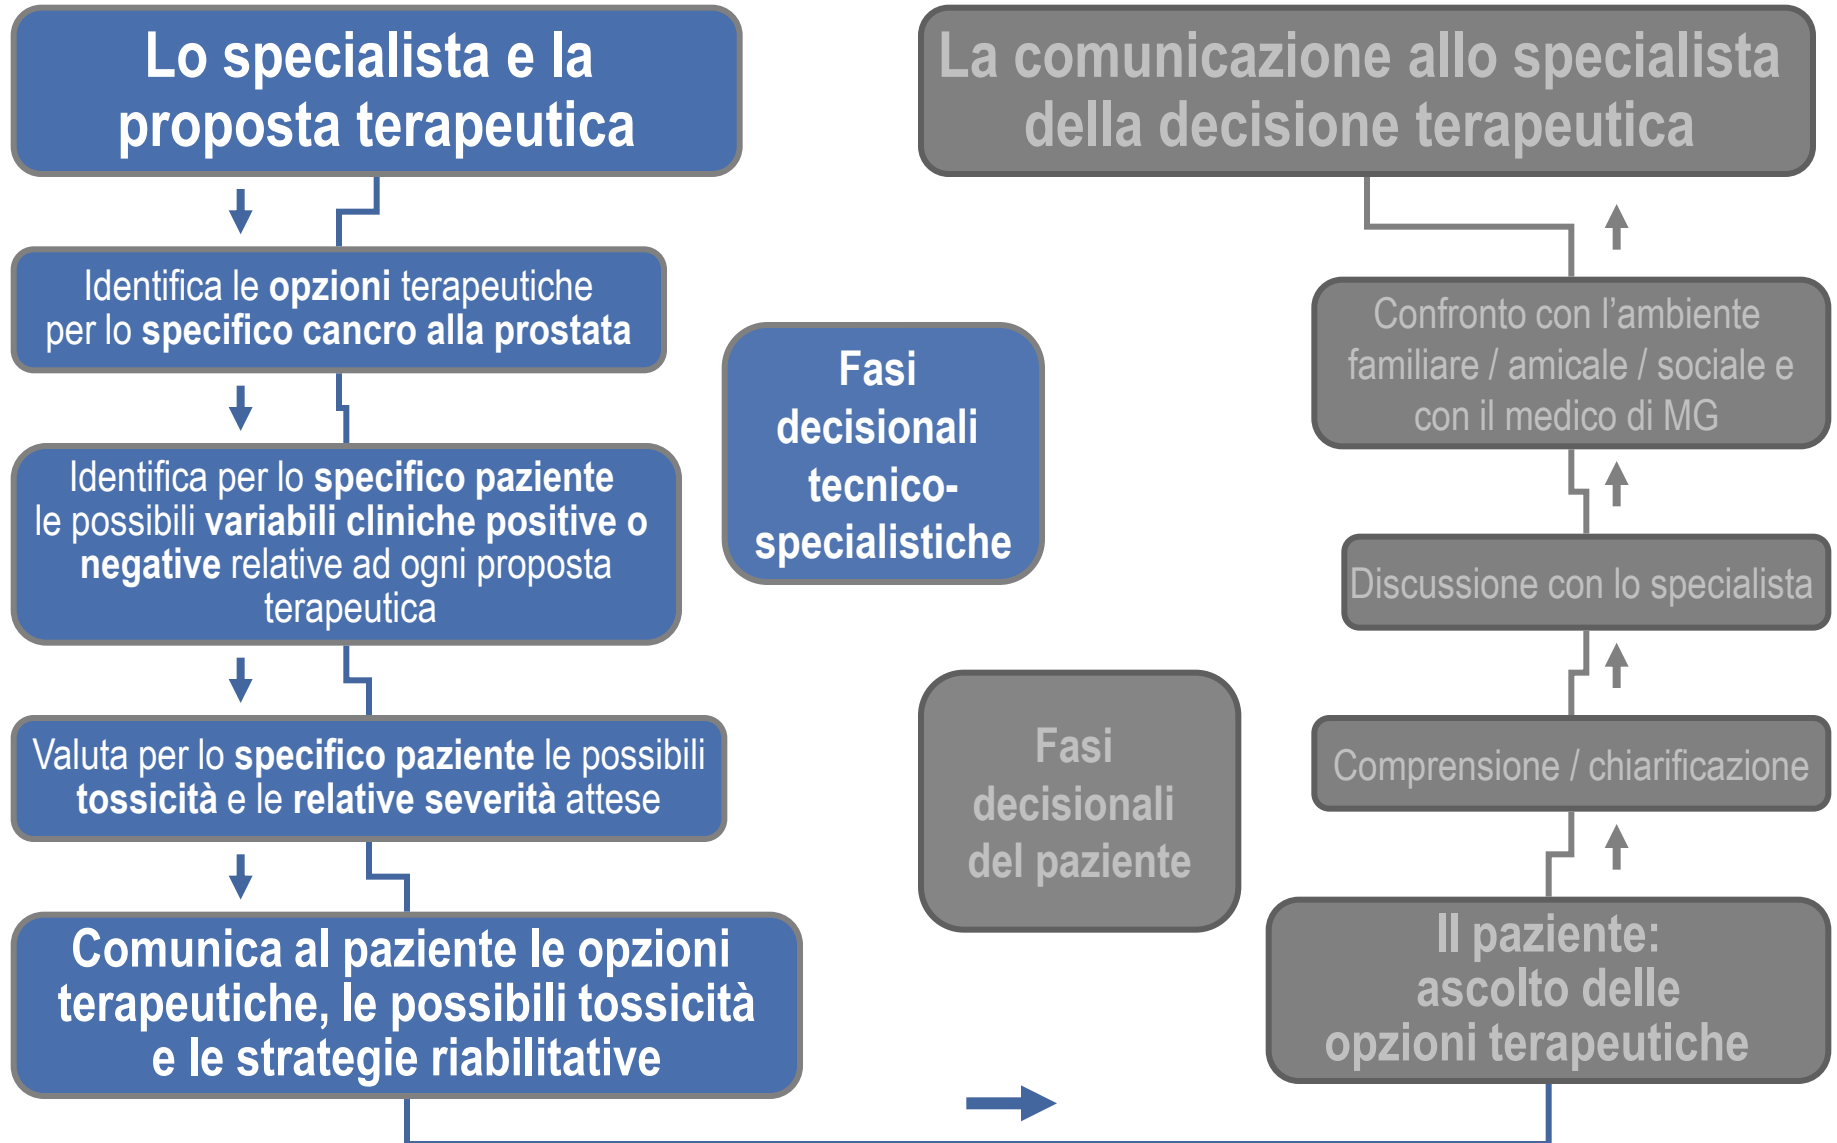 Lo specialista e la
proposta terapeutica
Identifica le opzioni terapeutiche
per lo specifico cancro alla prostata
Identifica per lo specifico paziente
le possibili variabili cliniche positive o
negative relative ad ogni proposta
terapeutica
Valuta per lo specifico paziente le possibili
tossicità e le relative severità attese
Comunica al paziente le opzioni
terapeutiche, le possibili tossicità
e le strategie riabilitative
Fasi
decisionali
tecnico-
specialistiche
Fasi
decisionali
del paziente
La comunicazione allo specialista
della decisione terapeutica
Confronto con l’ambiente
familiare / amicale / sociale e
con il medico di MG
Discussione con lo specialista
Comprensione / chiarificazione
Il paziente:
ascolto delle
opzioni terapeutiche